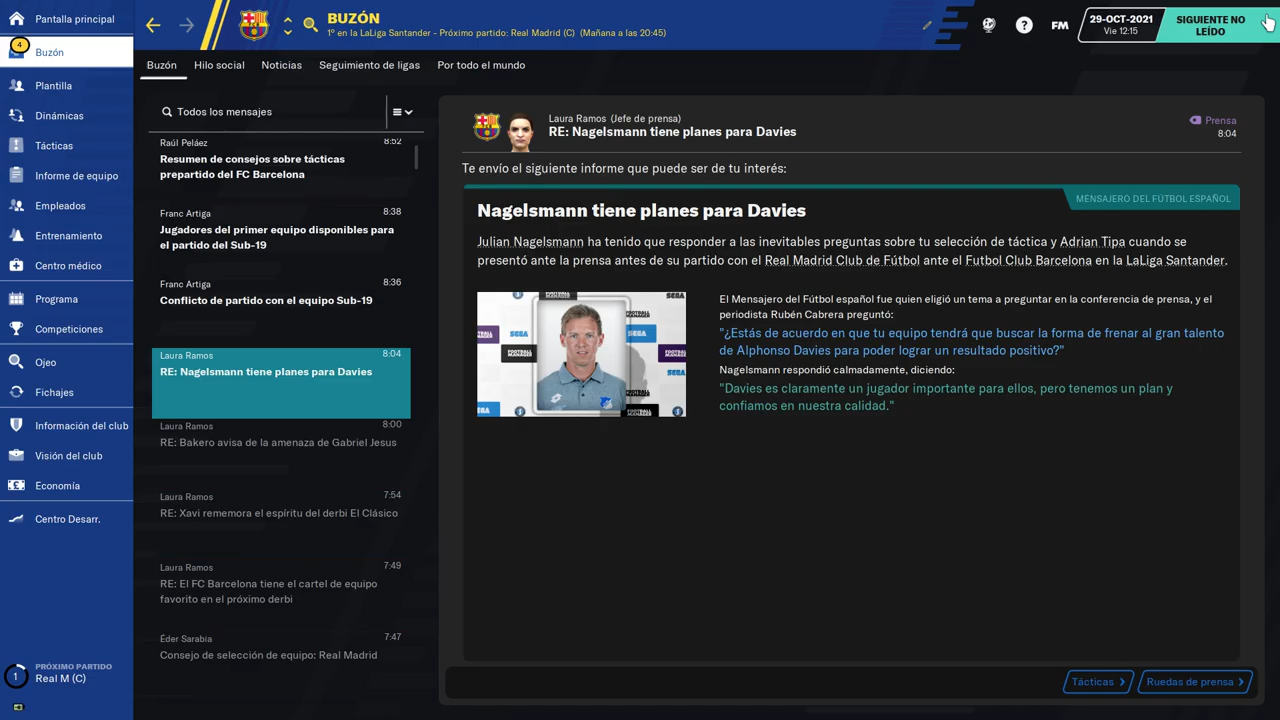 Pantalla principal
4
Buzón
Plantilla
Dinámicas
Tácticas
Informe de equipo
Empleados
Entrenamiento
Centro médico
Programa
Competiciones
Ojeo
Fichajes
Información del club
Visión del club
Economía
Centro Desarr.
1
PRÓXIMO PARTIDO
Real M (C)
BUZÓN
1º en la LaLiga Santander - Próximo partido: Real Madrid (C) (Mañana a las 20:45)
?
FM
29-OCT-2021
Vie 12:15
SIGUIENTE NO
LEÍDO
Buzón
Hilo social
Noticias
Seguimiento de ligas
Por todo el mundo
Todos los mensajes
Raúl Peláez 8:52
Resumen de consejos sobre tácticas
prepartido del FC Barcelona
Franc Artiga 8:38
Jugadores del primer equipo disponibles para
el partido del Sub-19
Franc Artiga 8:36
Conflicto de partido con el equipo Sub-19
Laura Ramos 8:04
RE: Nagelsmann tiene planes para Davies
Laura Ramos 8:00
RE: Bakero avisa de la amenaza de Gabriel Jesus
Laura Ramos 7:54
RE: Xavi rememora el espíritu del derbi El Clásico
Laura Ramos 7:49
RE: El FC Barcelona tiene el cartel de equipo
favorito en el próximo derbi
Éder Sarabia 7:47
Consejo de selección de equipo: Real Madrid
Laura Ramos (Jefe de prensa)
RE: Nagelsmann tiene planes para Davies
Prensa
8:04
Te envío el siguiente informe que puede ser de tu interés:
MENSAJERO DEL FÚTBOL ESPAÑOL
Nagelsmann tiene planes para Davies
Julian Nagelsmann ha tenido que responder a las inevitables preguntas sobre tu selección de táctica y Adrian Tipa cuando se
presentó ante la prensa antes de su partido con el Real Madrid Club de Fútbol ante el Futbol Club Barcelona en la LaLiga Santander.
SEGA
FOOTBALL MANAGER
SEGA
El Mensajero del Fútbol español fue quien eligió un tema a preguntar en la conferencia de prensa, y el
periodista Rubén Cabrera preguntó:
"¿Estás de acuerdo en que tu equipo tendrá que buscar la forma de frenar al gran talento
de Alphonso Davies para poder lograr un resultado positivo?"
Nagelsmann respondió calmadamente, diciendo:
"Davies es claramente un jugador importante para ellos, pero tenemos un plan y
confiamos en nuestra calidad."
Tácticas
Ruedas de prensa